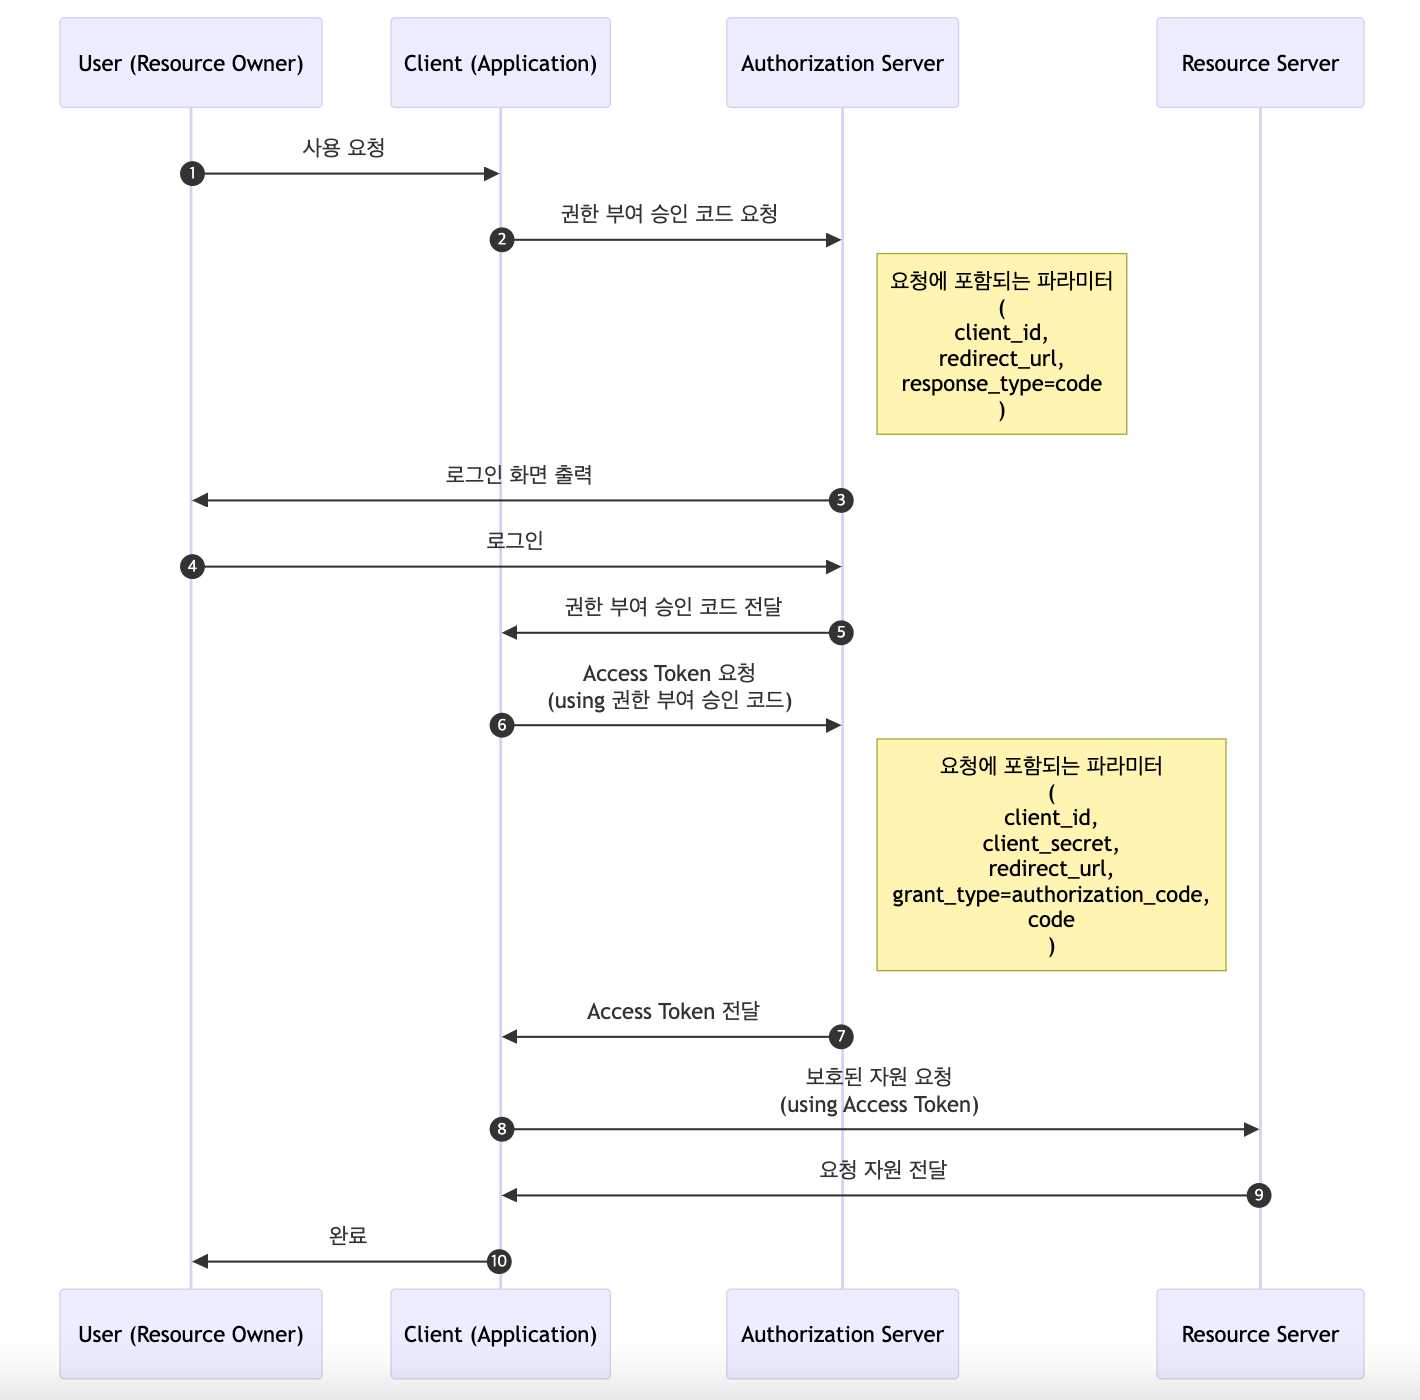 User (Resource Owner)
Client (Application)
Authorization Server
Resource Server
사용 요청
1
권한 부여 승인 코드 요청
2
요청에 포함되는 파라미터
(
client_id,
redirect_url,
response_type=code
)
로그인 화면 출력
3
로그인
4
권한 부여 승인 코드 전달
5
Access Token 요청
(using 권한 부여 승인 코드)
6
요청에 포함되는 파라미터
(
client_id,
client_secret,
redirect_url,
grant_type=authorization_code,
code
)
Access Token 전달
7
보호된 자원 요청
(using Access Token)
8
요청 자원 전달
9
완료
10
User (Resource Owner)
Client (Application)
Authorization Server
Resource Server